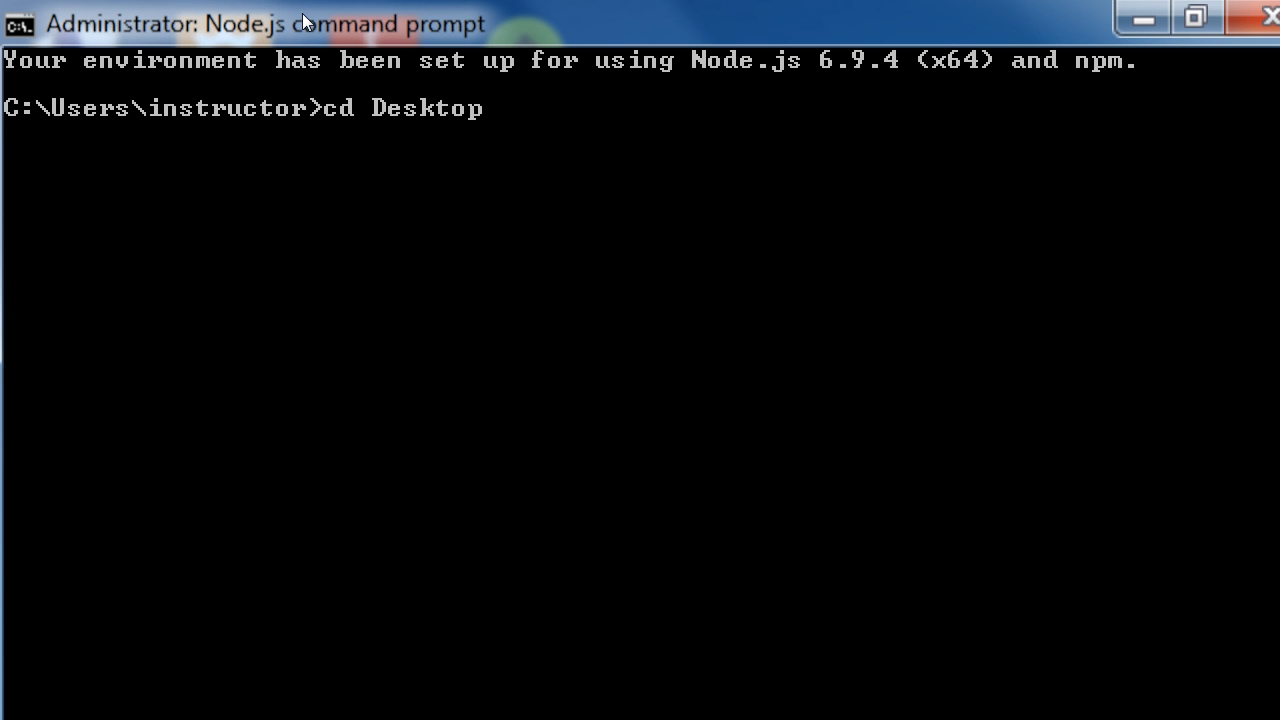 Administrator: Node.js command prompt
Your environment has been set up for using Node.js 6.9.4 (x64) and npm.
C:\Users\instructor>cd Desktop